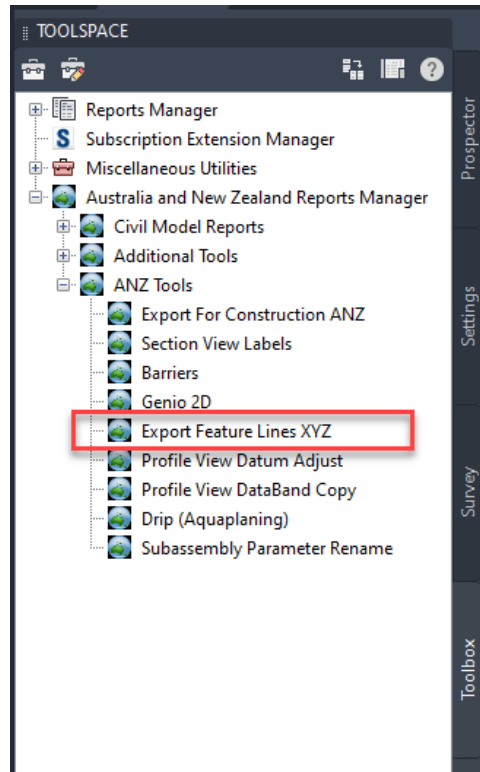 TOOLSPACE
Reports Manager
Subscription Extension Manager
Miscellaneous Utilities
Australia and New Zealand Reports Manager
Civil Model Reports
Additional Tools
ANZ Tools
Export For Construction ANZ
Section View Labels
Barriers
Genio 2D
Export Feature Lines XYZ
Profile View Datum Adjust
Profile View DataBand Copy
Drip (Aquaplaning)
Subassembly Parameter Rename
Prospector
Settings
Survey
Toolbox